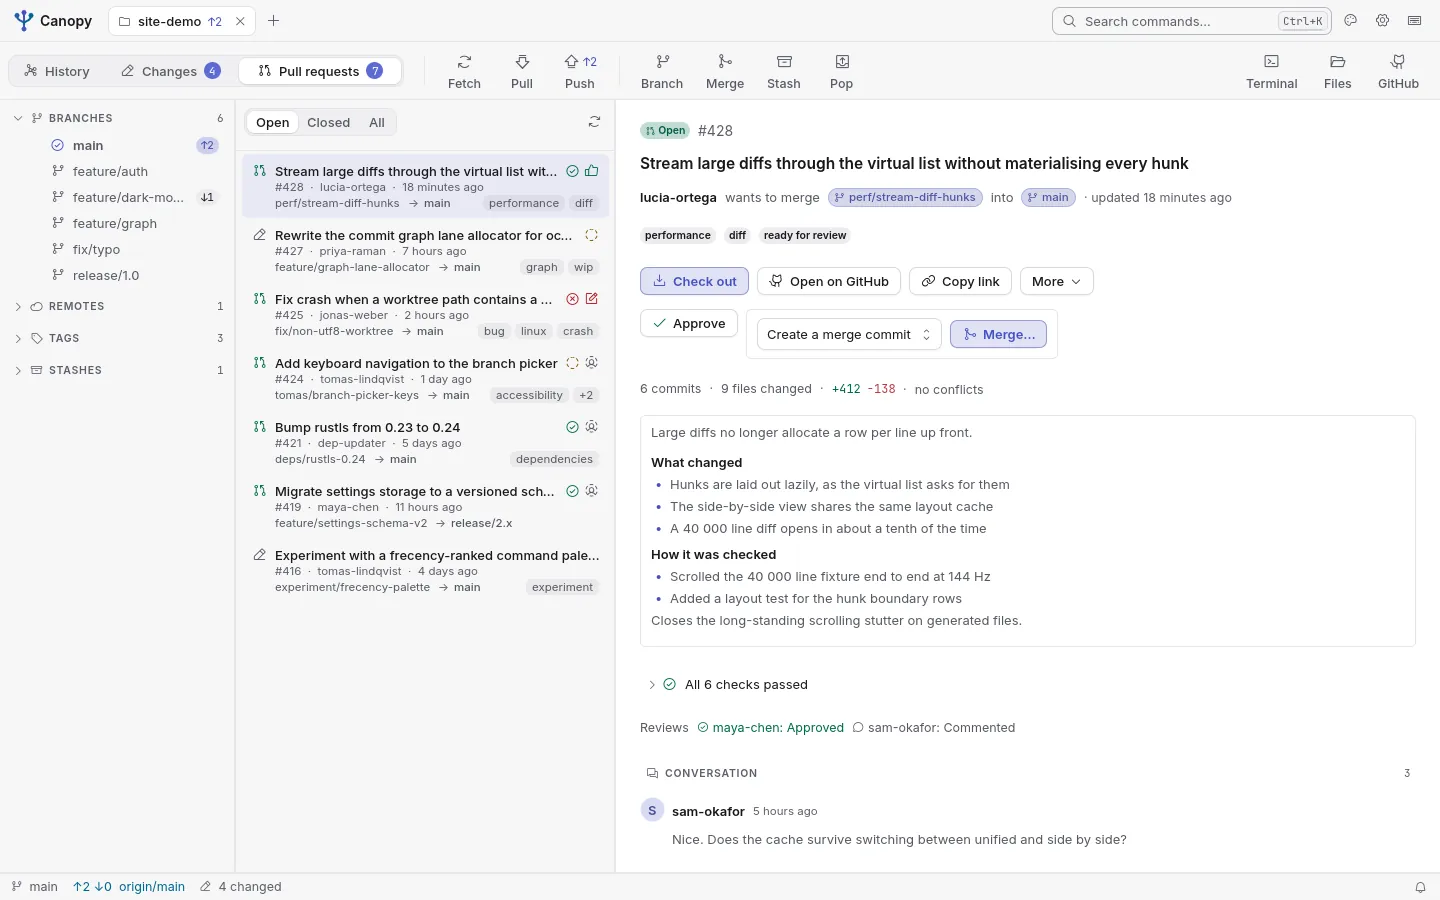 Canopy site-demo ↑2 Search commands... Ctrl+K
History Changes 4 Pull requests 7 Fetch Pull Push ↑2 Branch Merge Stash Pop Terminal Files GitHub
BRANCHES 6
main ↑2
feature/auth
feature/dark-mo... ↓1
feature/graph
fix/typo
release/1.0
REMOTES 1
TAGS 3
STASHES 1
Open Closed All
Stream large diffs through the virtual list wit...
#428 · lucia-ortega · 18 minutes ago
perf/stream-diff-hunks → main performance diff
Rewrite the commit graph lane allocator for oc...
#427 · priya-raman · 7 hours ago
feature/graph-lane-allocator → main graph wip
Fix crash when a worktree path contains a ...
#425 · jonas-weber · 2 hours ago
fix/non-utf8-worktree → main bug linux crash
Add keyboard navigation to the branch picker
#424 · tomas-lindqvist · 1 day ago
tomas/branch-picker-keys → main accessibility +2
Bump rustls from 0.23 to 0.24
#421 · dep-updater · 5 days ago
deps/rustls-0.24 → main dependencies
Migrate settings storage to a versioned sch...
#419 · maya-chen · 11 hours ago
feature/settings-schema-v2 → release/2.x
Experiment with a frecency-ranked command pale...
#416 · tomas-lindqvist · 4 days ago
experiment/frecency-palette → main experiment
Open #428
Stream large diffs through the virtual list without materialising every hunk
lucia-ortega wants to merge perf/stream-diff-hunks into main · updated 18 minutes ago
performance diff ready for review
Check out Open on GitHub Copy link More
Approve Create a merge commit Merge...
6 commits · 9 files changed · +412 -138 · no conflicts
Large diffs no longer allocate a row per line up front.
What changed
• Hunks are laid out lazily, as the virtual list asks for them
• The side-by-side view shares the same layout cache
• A 40 000 line diff opens in about a tenth of the time
How it was checked
• Scrolled the 40 000 line fixture end to end at 144 Hz
• Added a layout test for the hunk boundary rows
Closes the long-standing scrolling stutter on generated files.
All 6 checks passed
Reviews maya-chen: Approved sam-okafor: Commented
CONVERSATION 3
S sam-okafor 5 hours ago
Nice. Does the cache survive switching between unified and side by side?
main ↑2 ↓0 origin/main 4 changed